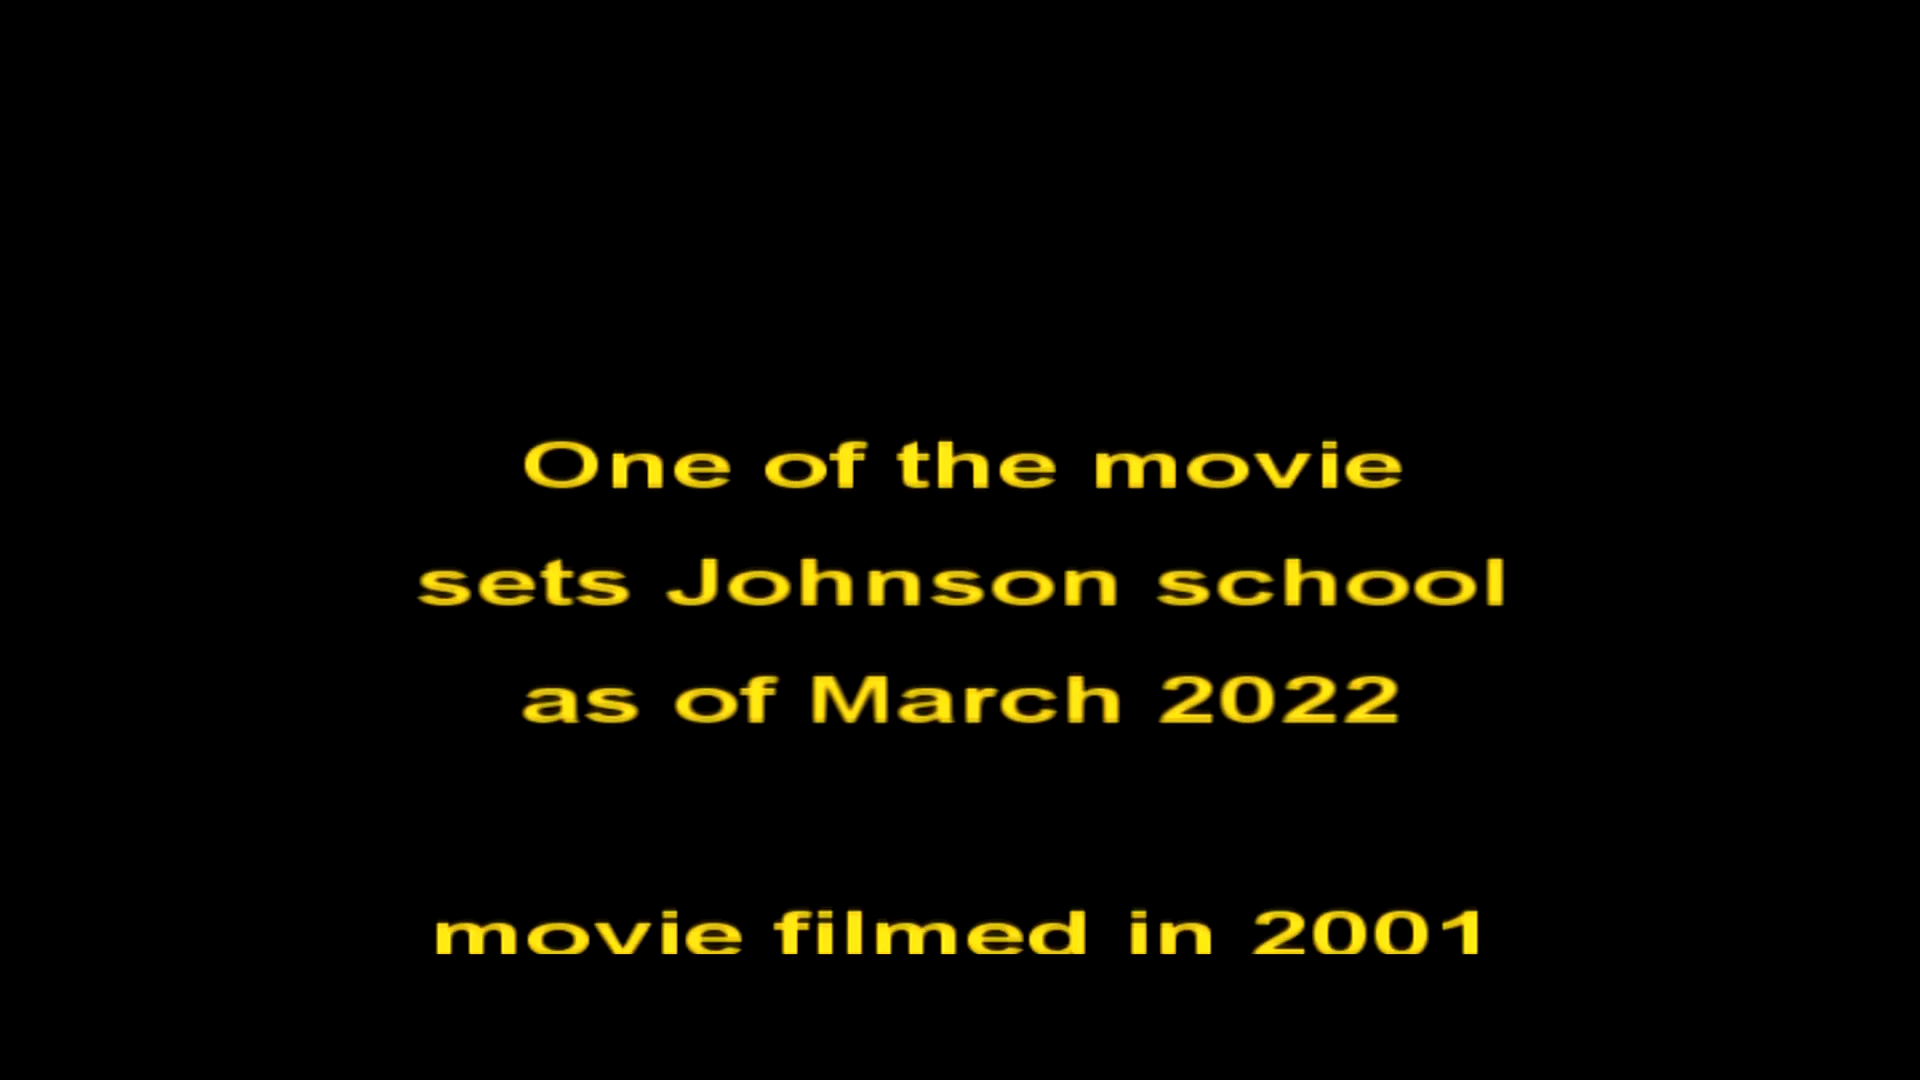 One of the movie
sets Johnson school
as of March 2022
movie filmed in 2001